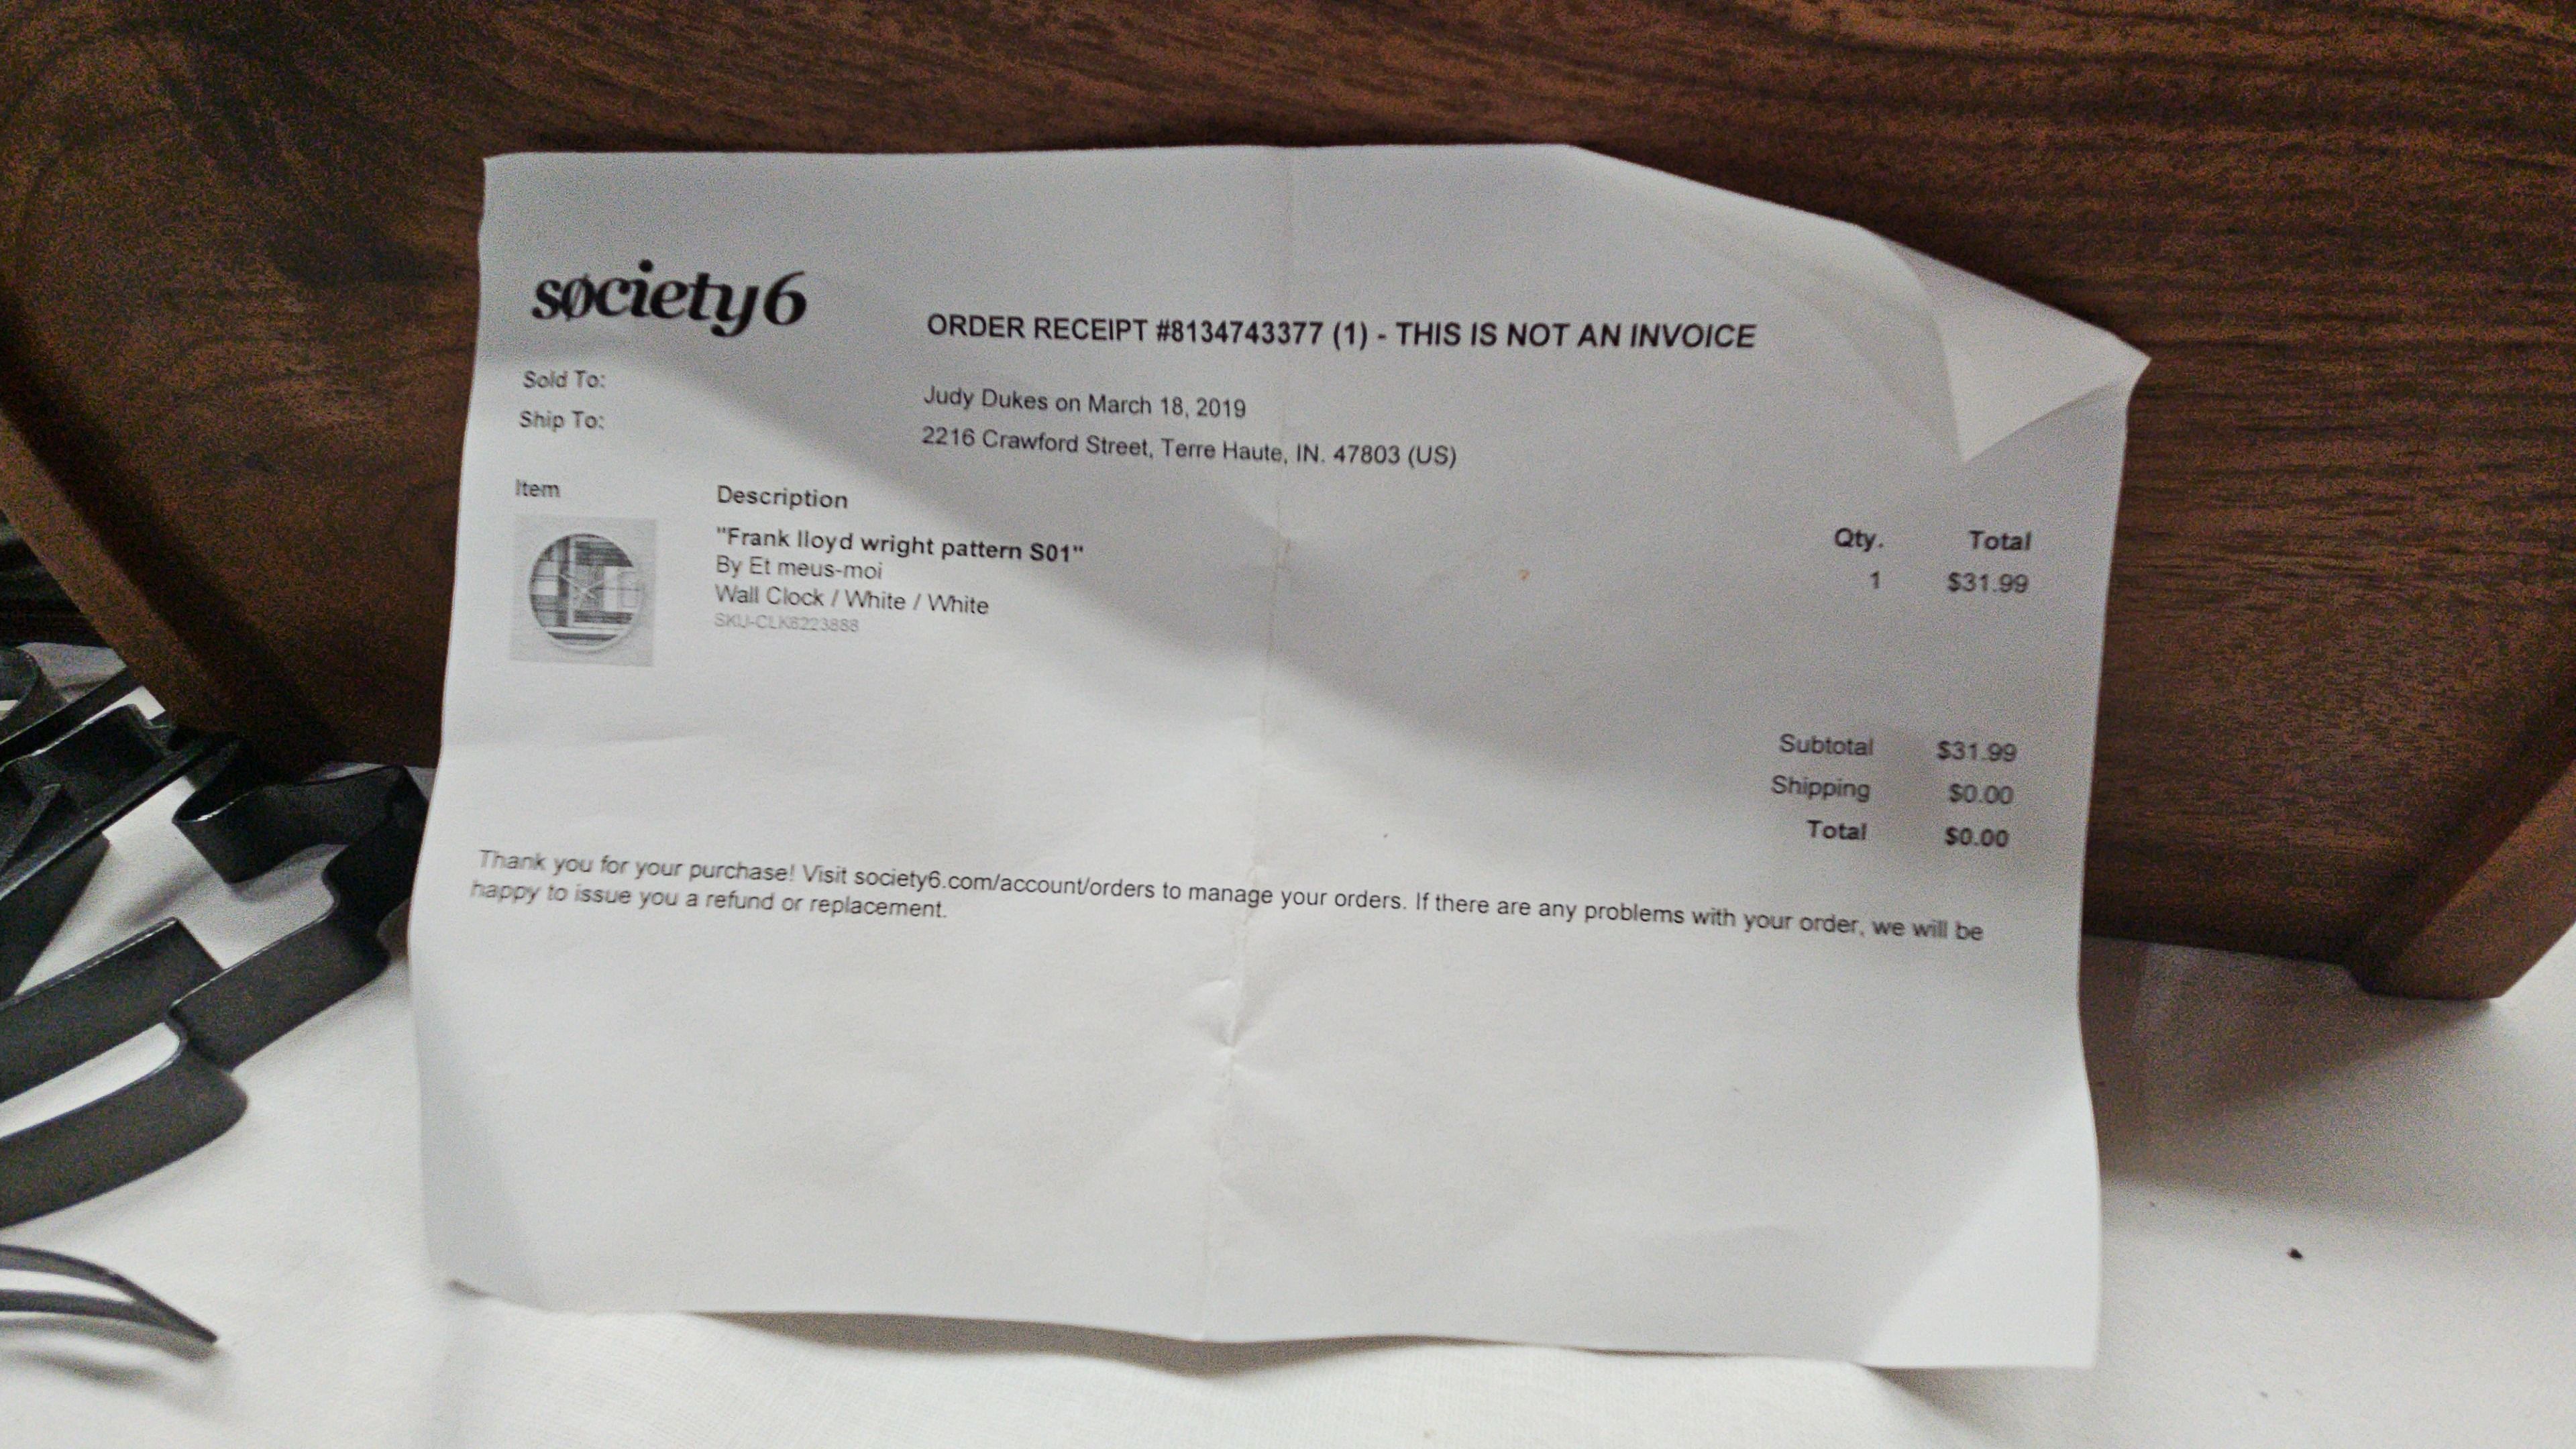 søciety6
ORDER RECEIPT #8134743377 (1) - THIS IS NOT AN INVOICE
Sold To: Judy Dukes on March 18, 2019
Ship To: 2216 Crawford Street, Terre Haute, IN. 47803 (US)
Item Description Qty. Total
"Frank lloyd wright pattern S01" 1 $31.99
By Et meus-moi
Wall Clock / White / White
SKU-CLK6223888
Subtotal $31.99
Shipping $0.00
Total $0.00
Thank you for your purchase! Visit society6.com/account/orders to manage your orders. If there are any problems with your order, we will be
happy to issue you a refund or replacement.